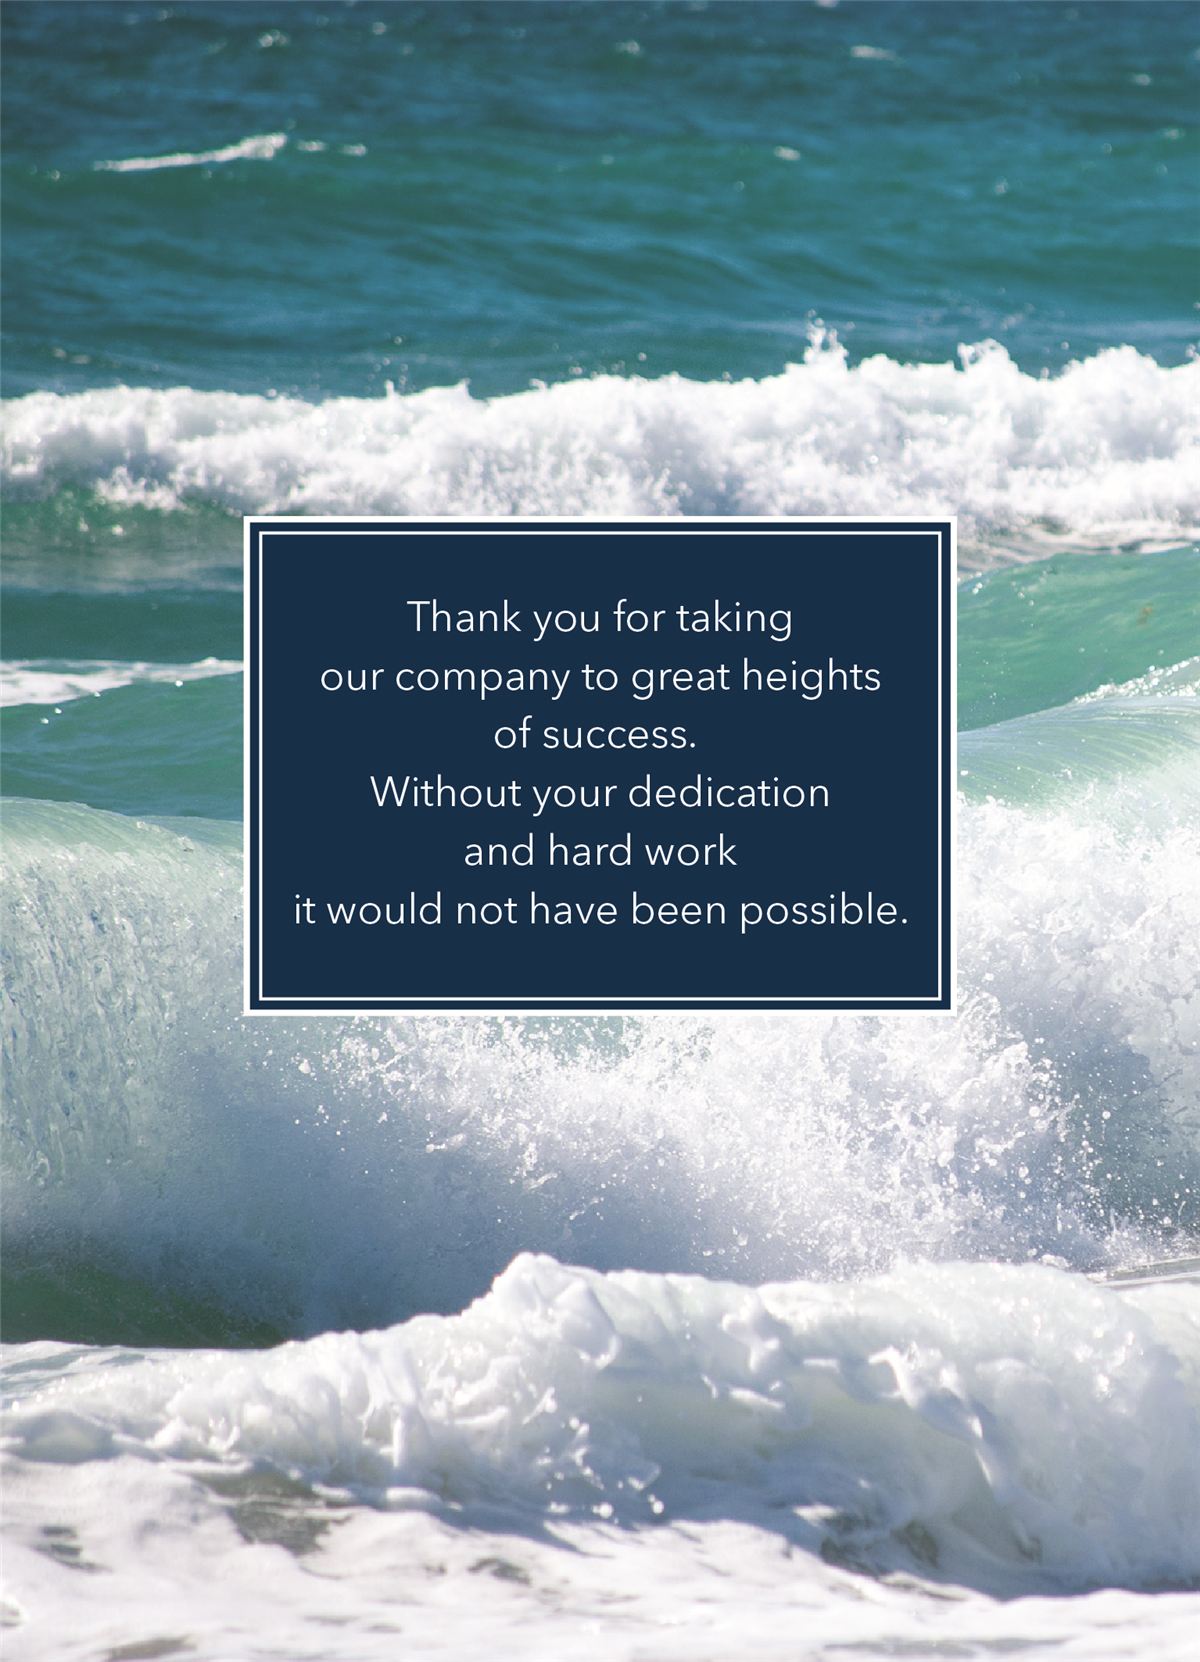 Thank you for taking
our company to great heights
of success.
Without your dedication
and hard work
it would not have been possible.